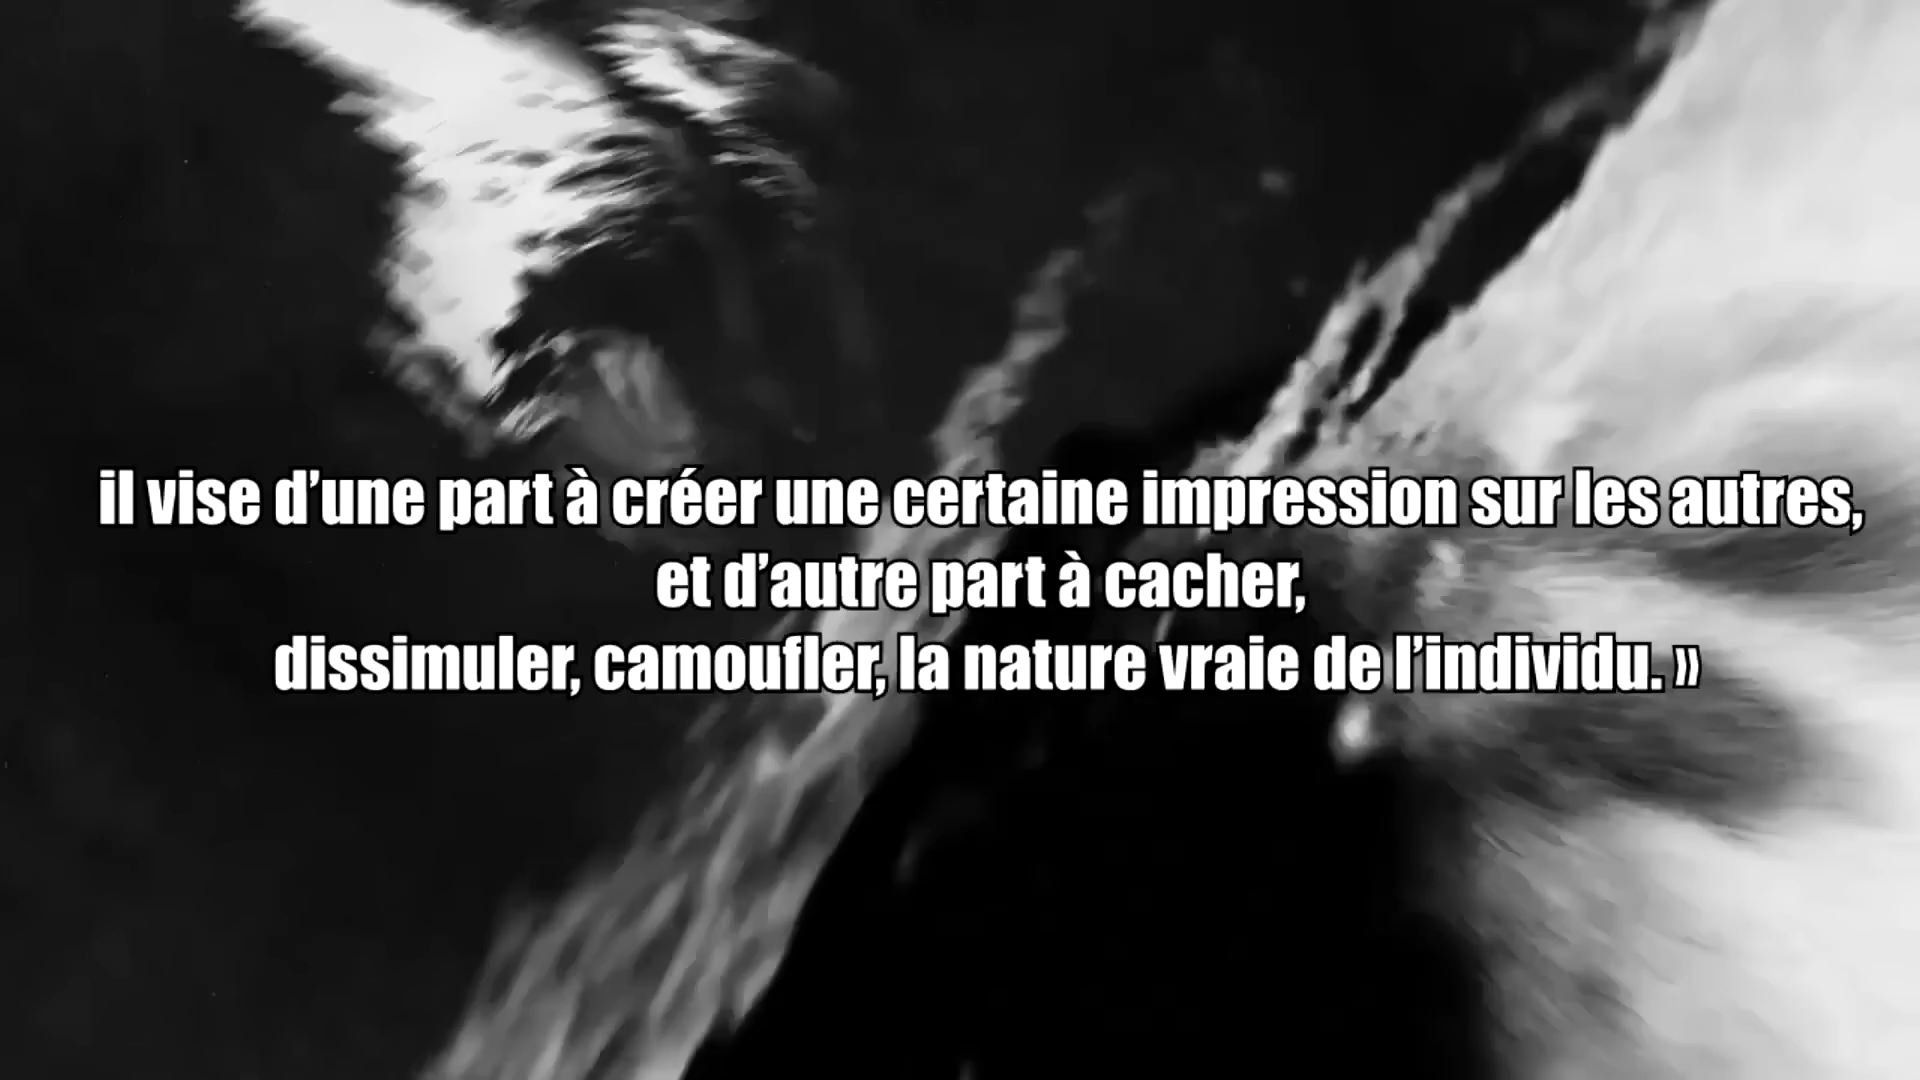 il vise d’une part à créer une certaine impression sur les autres,
et d’autre part à cacher,
dissimuler, camoufler, la nature vraie de l’individu. »